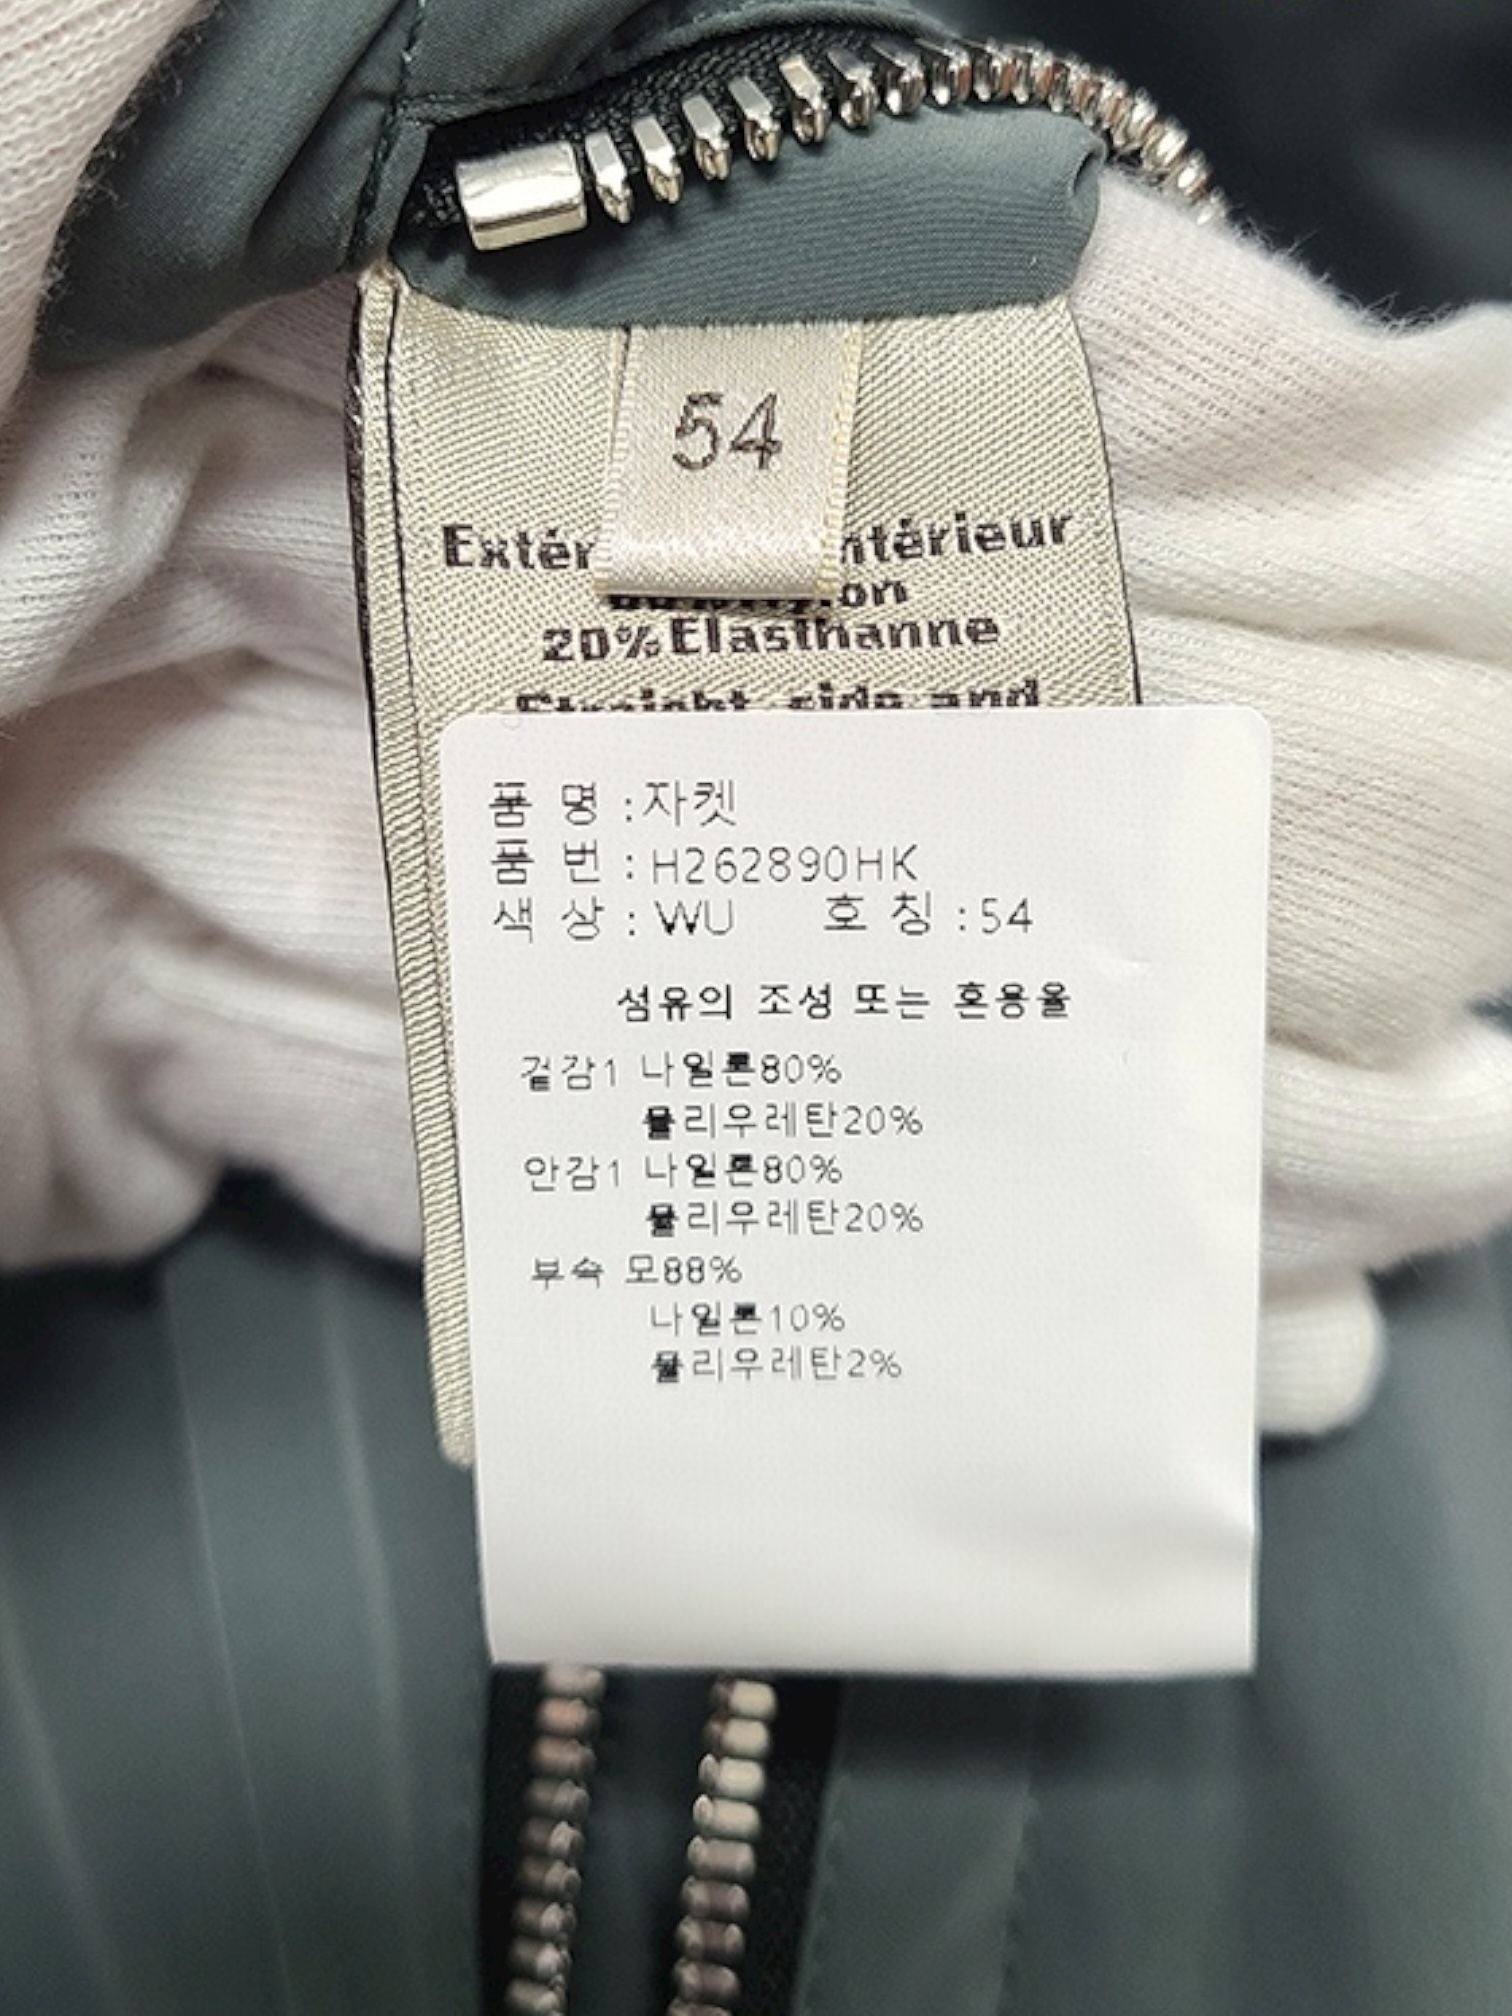 54
Extér ntérieur
20% Elasthanne
Straight side and
품 명 :자켓
품 번 : H262890HK
색 상 : WU 호 칭 :54
섬유의 조성 또는 혼용율
겉감1 나일론80%
폴리우레탄20%
안감1 나일론80%
폴리우레탄20%
부속 모88%
나일론10%
폴리우레탄2%